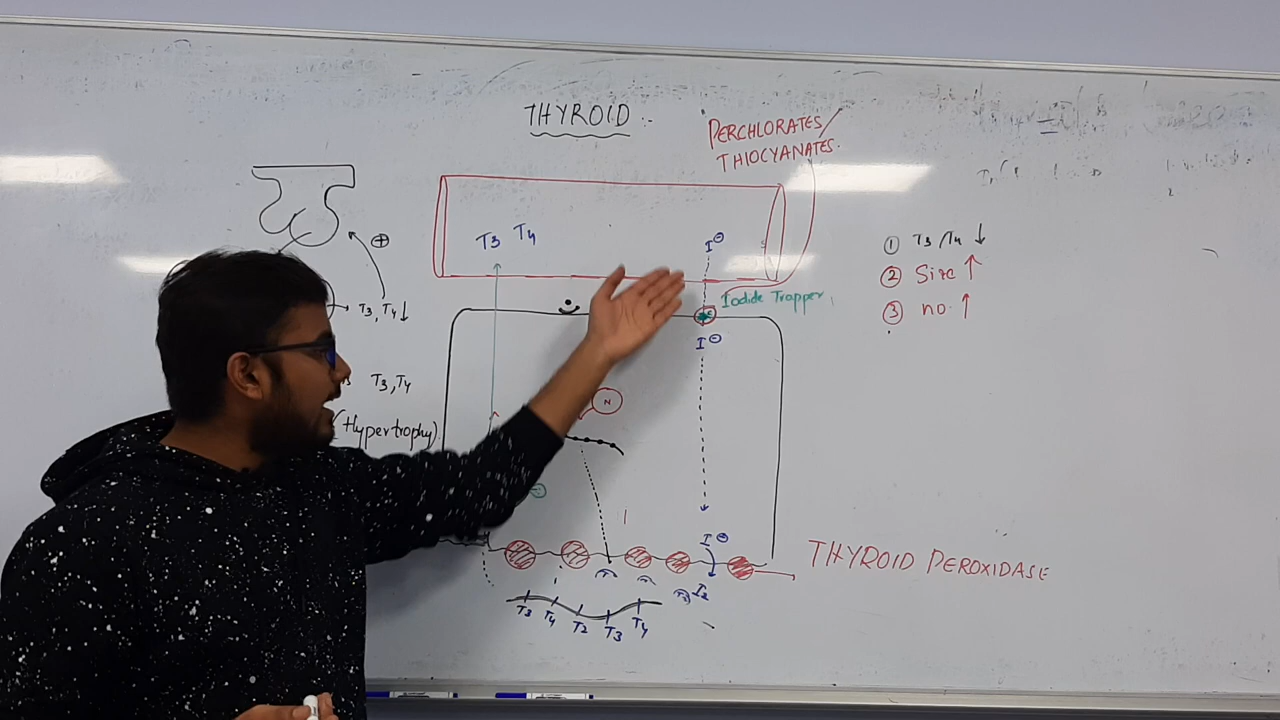 THYROID :-
PERCHLORATES
THIOCYANATES.
T3 T4
I⊖
① T3/T4 ↓
② Size ↑
③ no. ↑
⊕
T3, T4 ↓
Iodide Trapper
I⊖
T3, T4
(Hypertrophy)
N
I⊖
THYROID PEROXIDASE
I2
T3 T4 T2 T3 T4